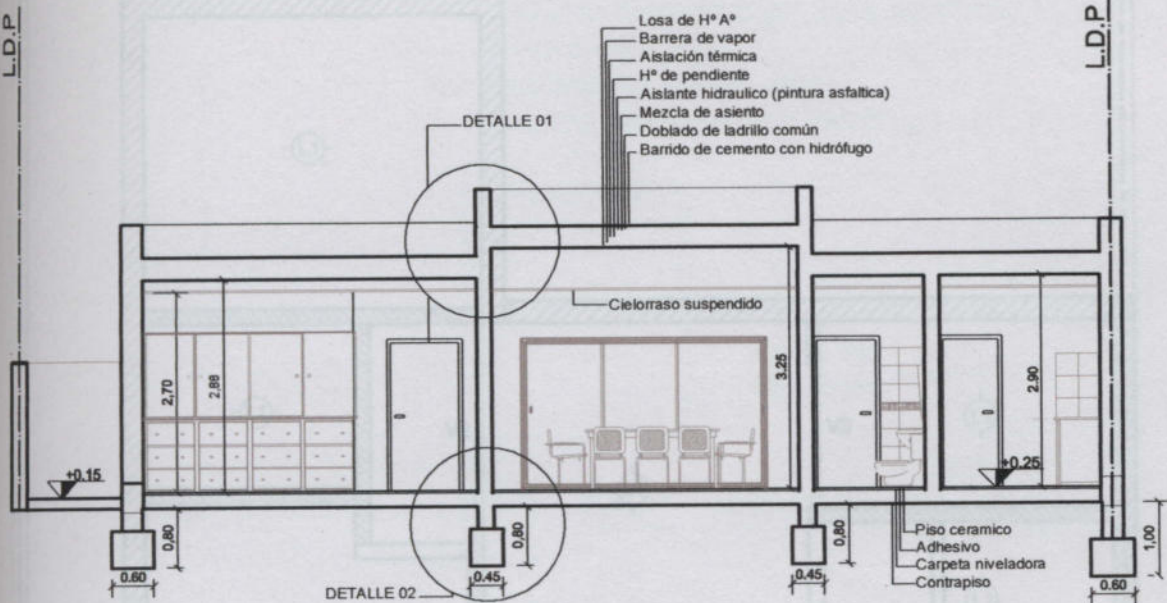 L.D.P
L.D.P
Losa de Hº Aº
Barrera de vapor
Aislación térmica
Hº de pendiente
Aislante hidraulico (pintura asfaltica)
Mezcla de asiento
Doblado de ladrillo común
Barrido de cemento con hidrófugo
DETALLE 01
Cielorraso suspendido
2,70
2,88
3.25
2.90
+0.15
+0.25
0,80
0,80
0,80
1,00
Piso ceramico
Adhesivo
Carpeta niveladora
Contrapiso
0.60
0.45
0.45
0.60
DETALLE 02